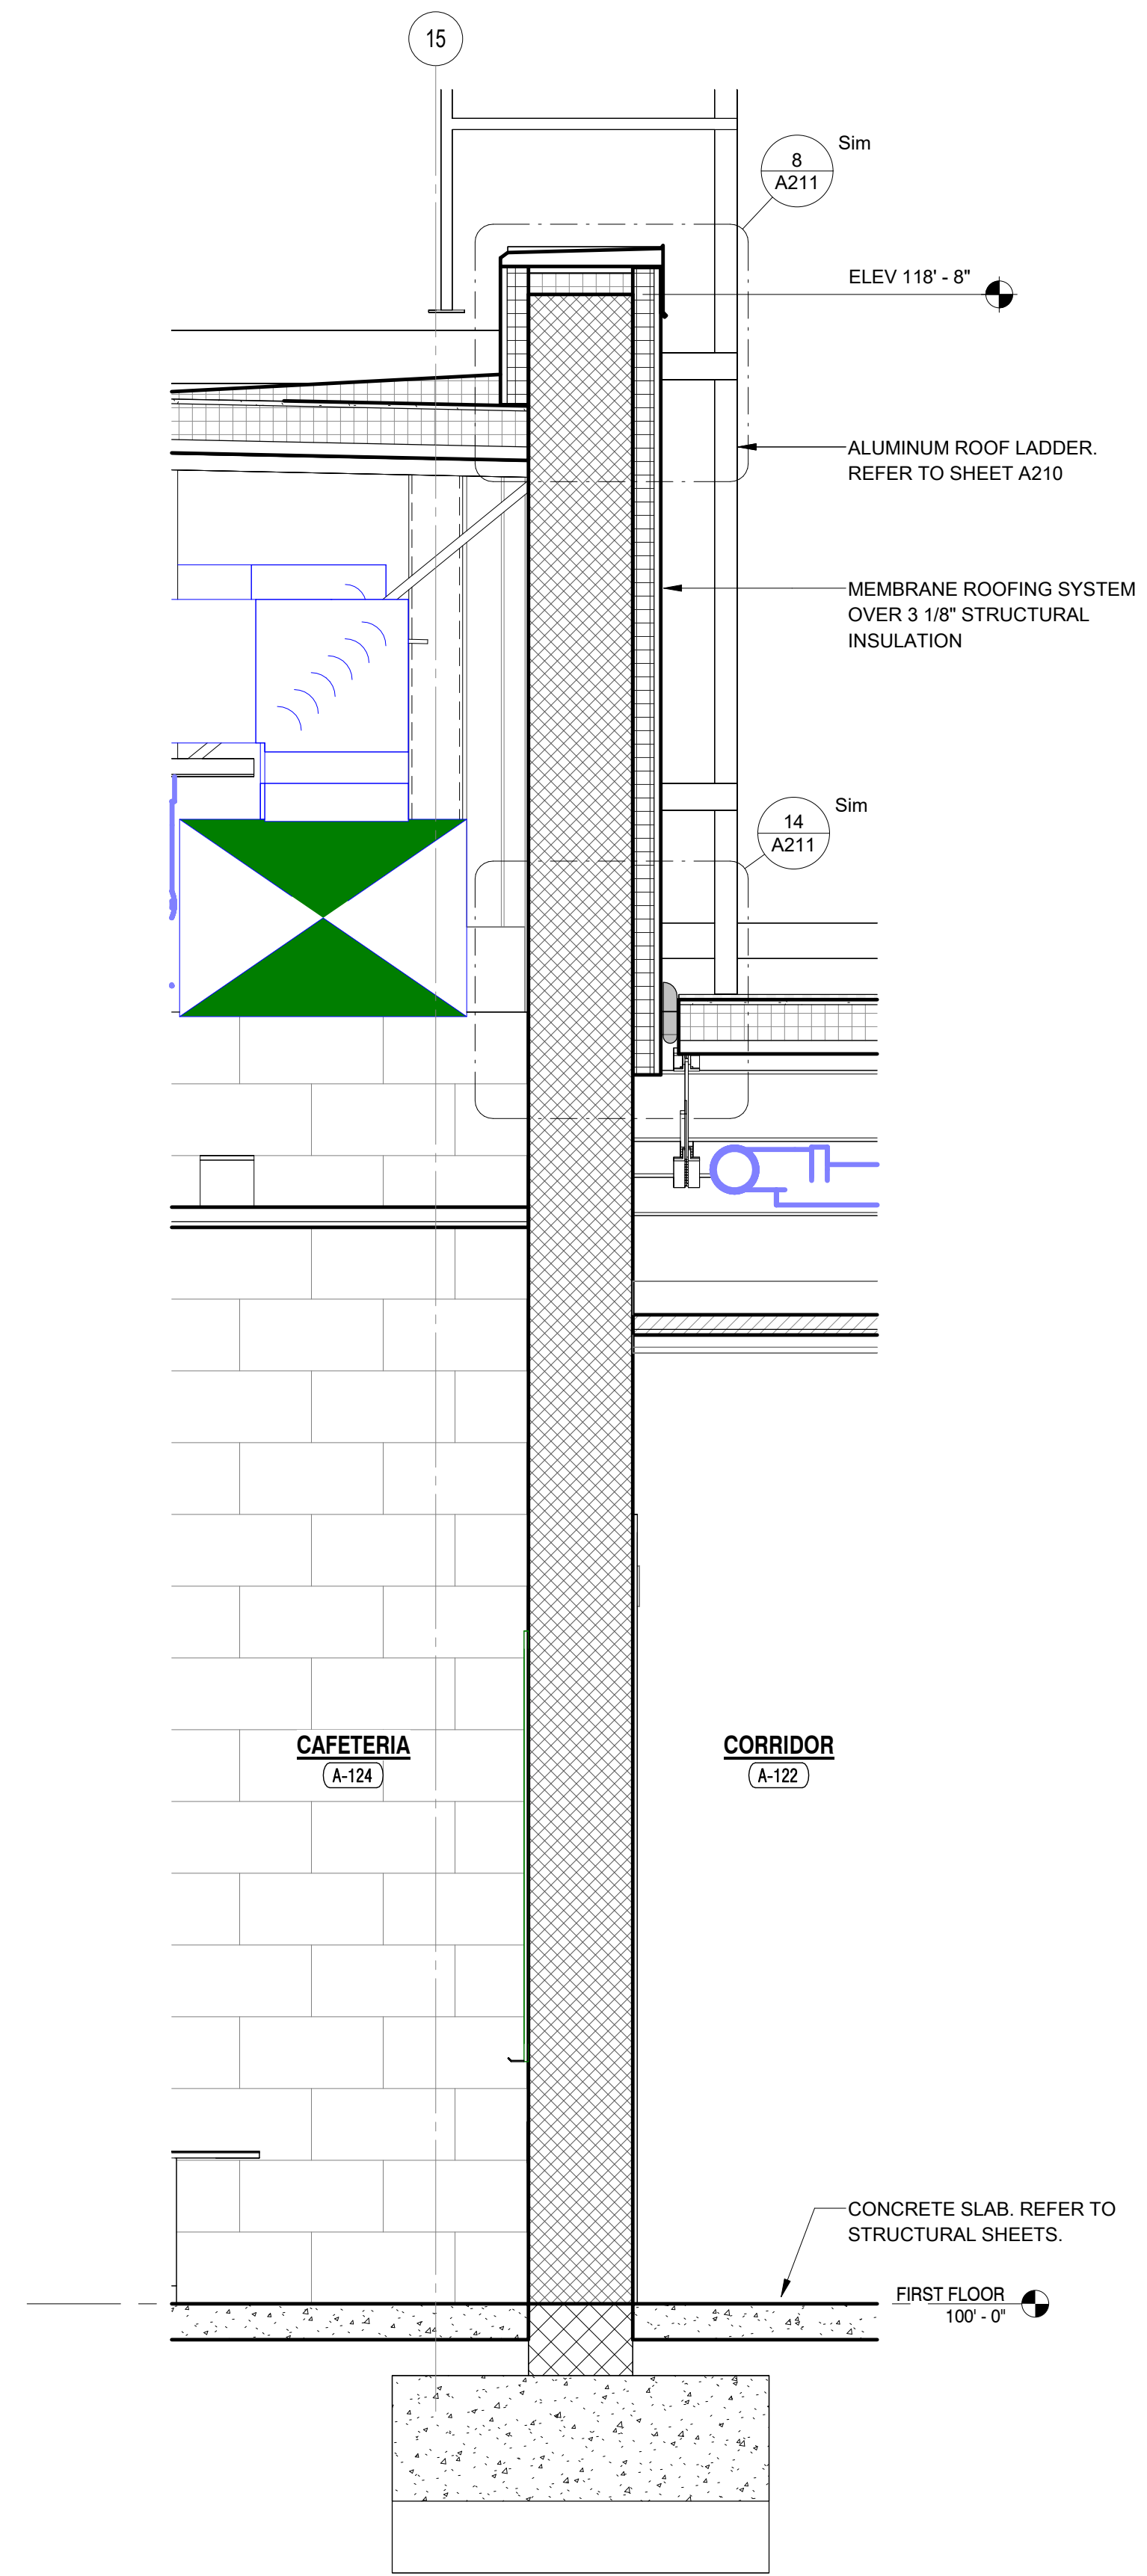 15
Sim
8
A211
ELEV 118' - 8"
ALUMINUM ROOF LADDER.
REFER TO SHEET A210
MEMBRANE ROOFING SYSTEM
OVER 3 1/8" STRUCTURAL
INSULATION
Sim
14
A211
CAFETERIA
A-124
CORRIDOR
A-122
CONCRETE SLAB. REFER TO
STRUCTURAL SHEETS.
FIRST FLOOR
100' - 0"